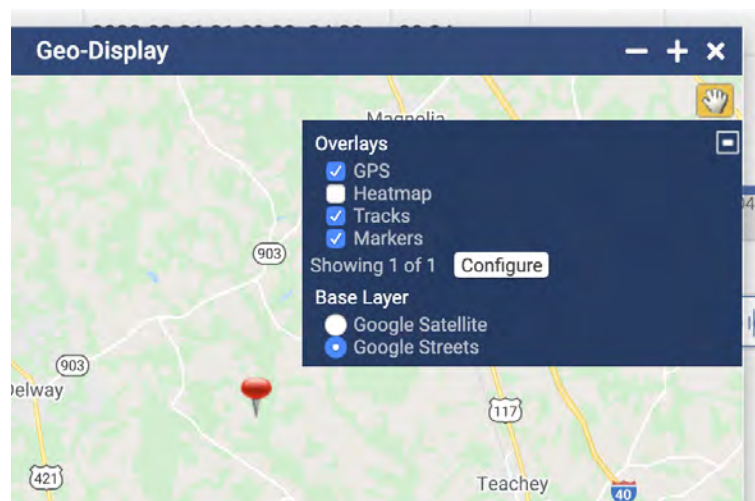 Geo-Display
Magnolia
Overlays
GPS
Heatmap
Tracks
Markers
903
Showing 1 of 1 Configure
Base Layer
Google Satellite
Google Streets
903
Delway
117
421
Teachey
40